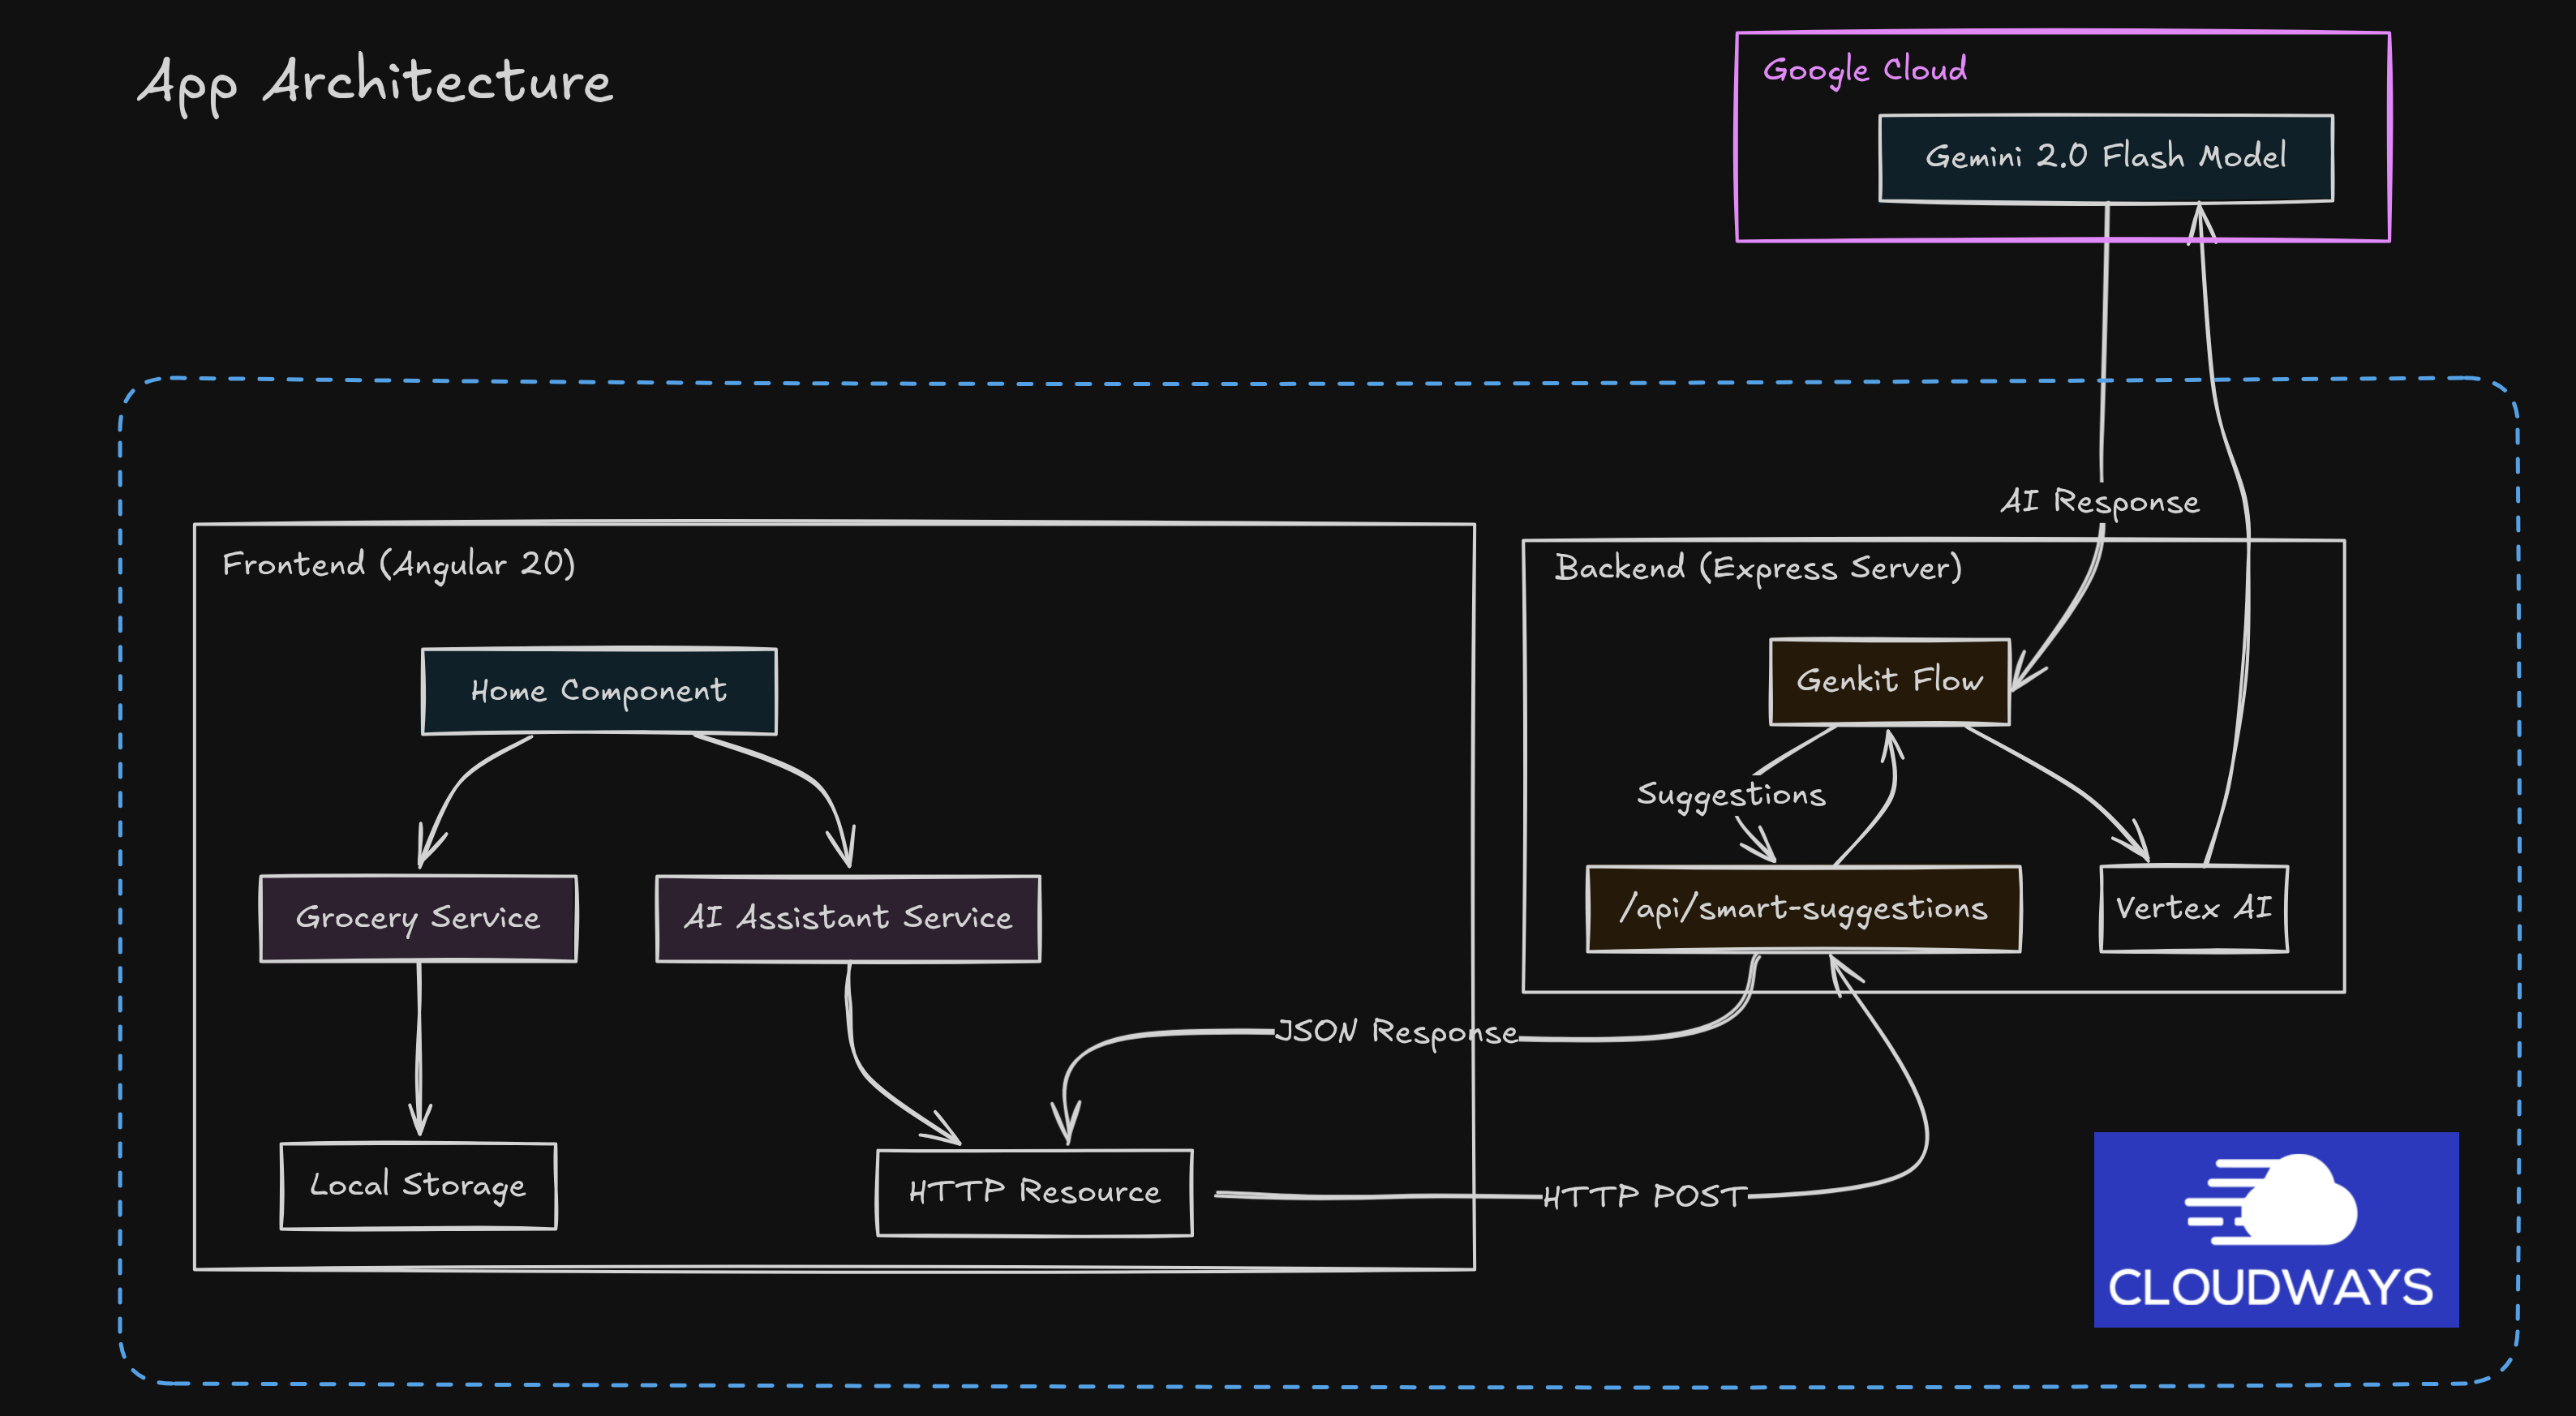 App Architecture
Google Cloud
Gemini 2.0 Flash Model
AI Response
Frontend (Angular 20)
Backend (Express Server)
Home Component
Genkit Flow
Suggestions
Grocery Service
AI Assistant Service
/api/smart-suggestions
Vertex AI
JSON Response
Local Storage
HTTP Resource
HTTP POST
CLOUDWAYS